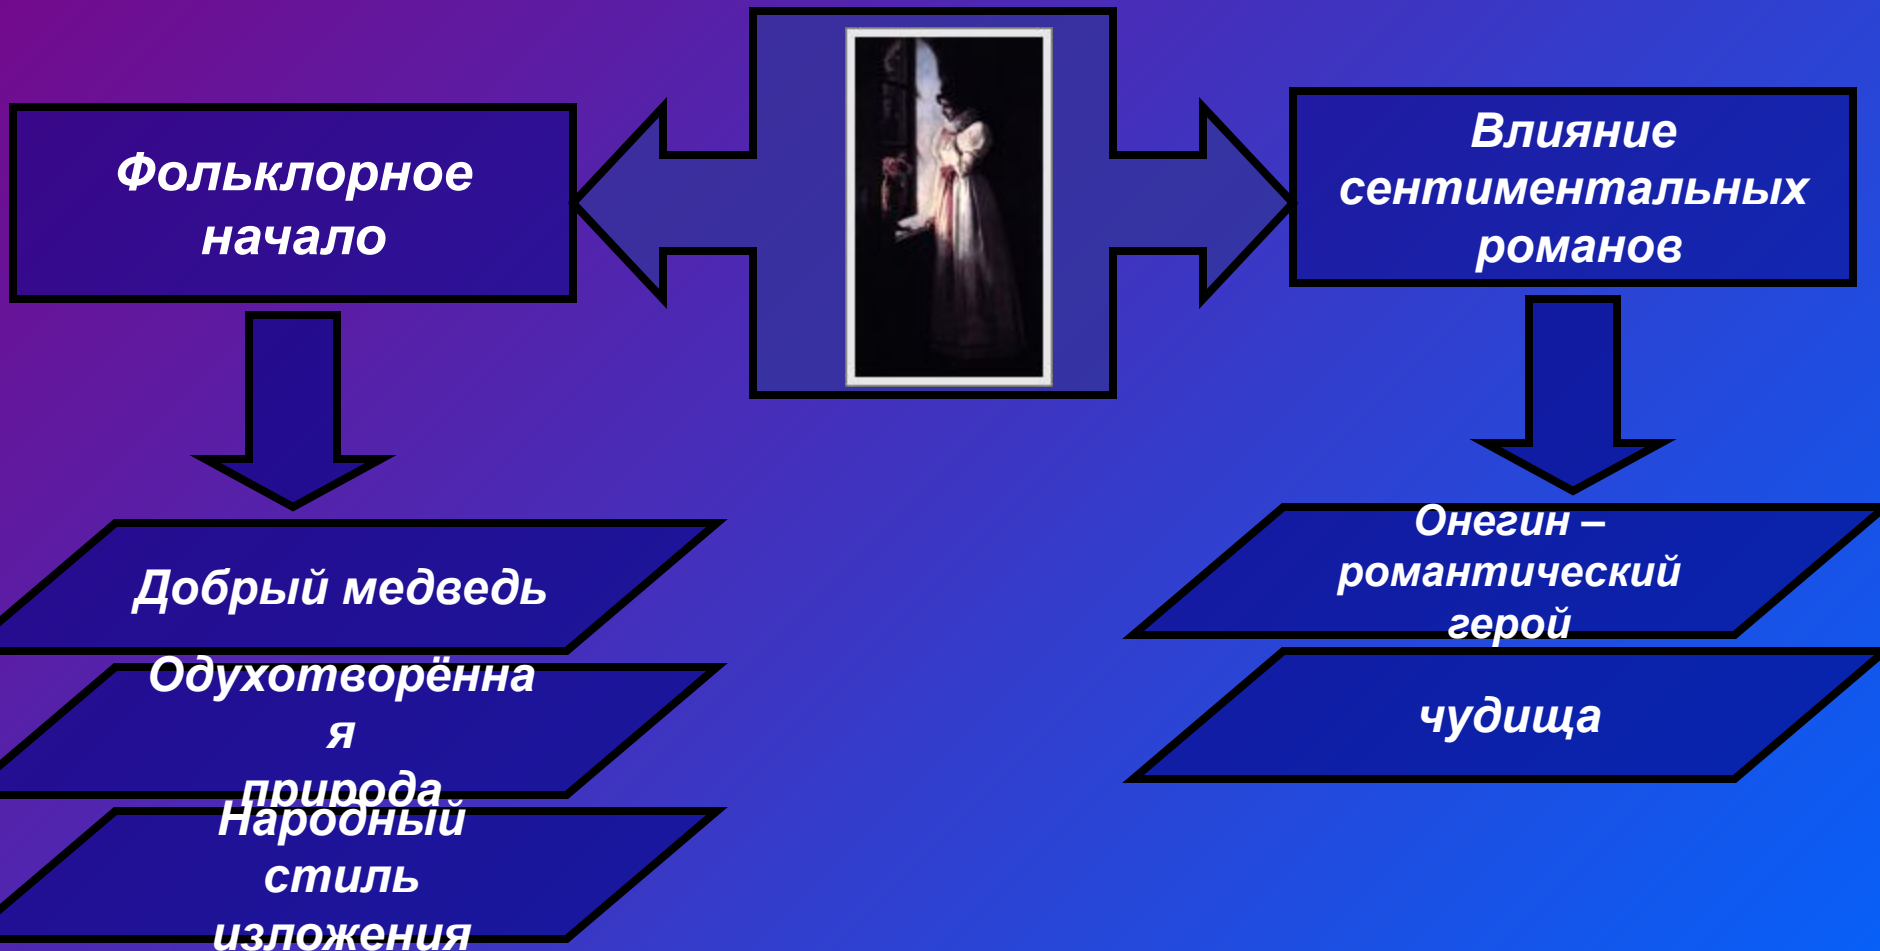 Фольклорное
начало
Влияние
сентиментальных
романов
Добрый медведь
Одухотворённа
я
природа
Народный
стиль
изложения
Онегин –
романтический
герой
чудища